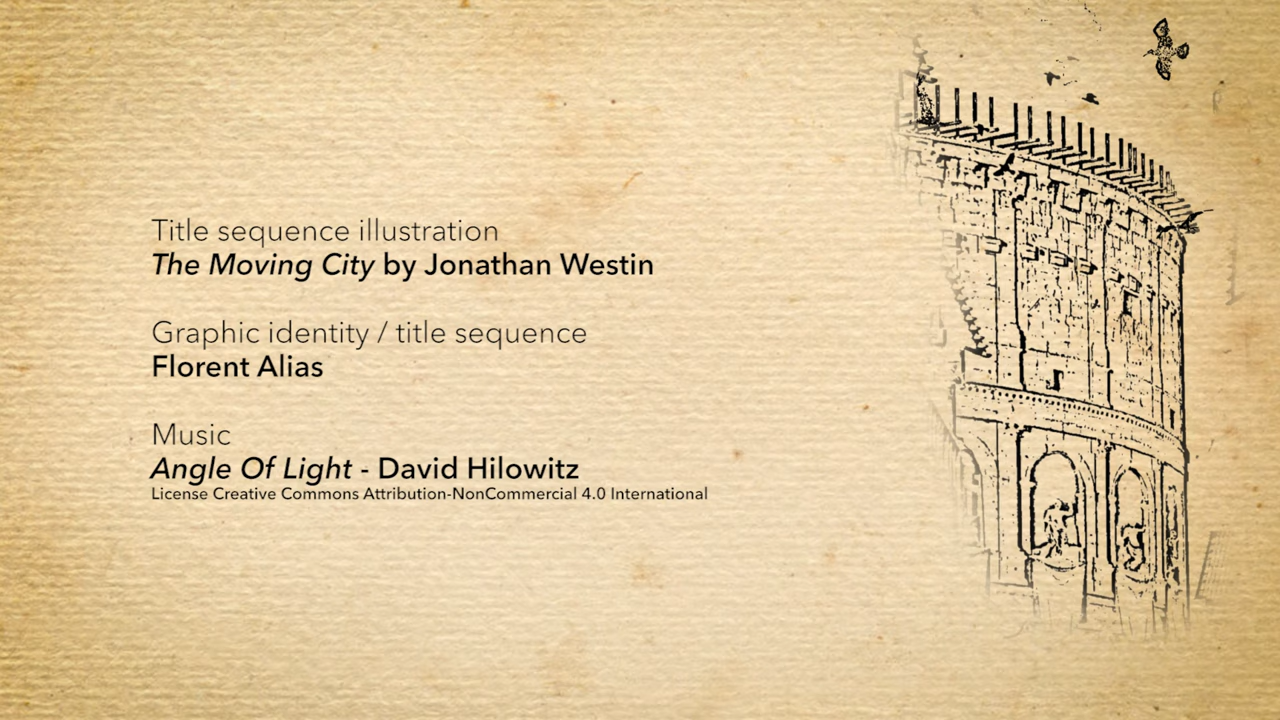 Title sequence illustration
The Moving City by Jonathan Westin
Graphic identity / title sequence
Florent Alias
Music
Angle Of Light - David Hilowitz
License Creative Commons Attribution-NonCommercial 4.0 International